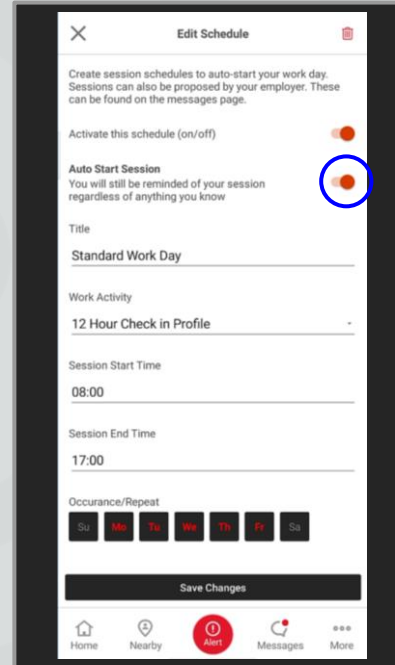 Edit Schedule
Create session schedules to auto-start your work day.
Sessions can also be proposed by your employer. These
can be found on the messages page.
Activate this schedule (on/off)
Auto Start Session
You will still be reminded of your session
regardless of anything you know
Title
Standard Work Day
Work Activity
12 Hour Check in Profile
Session Start Time
08:00
Session End Time
17:00
Occurance/Repeat
Su Mo Tu We Th Fr Sa
Save Changes
Home Nearby Alert Messages More